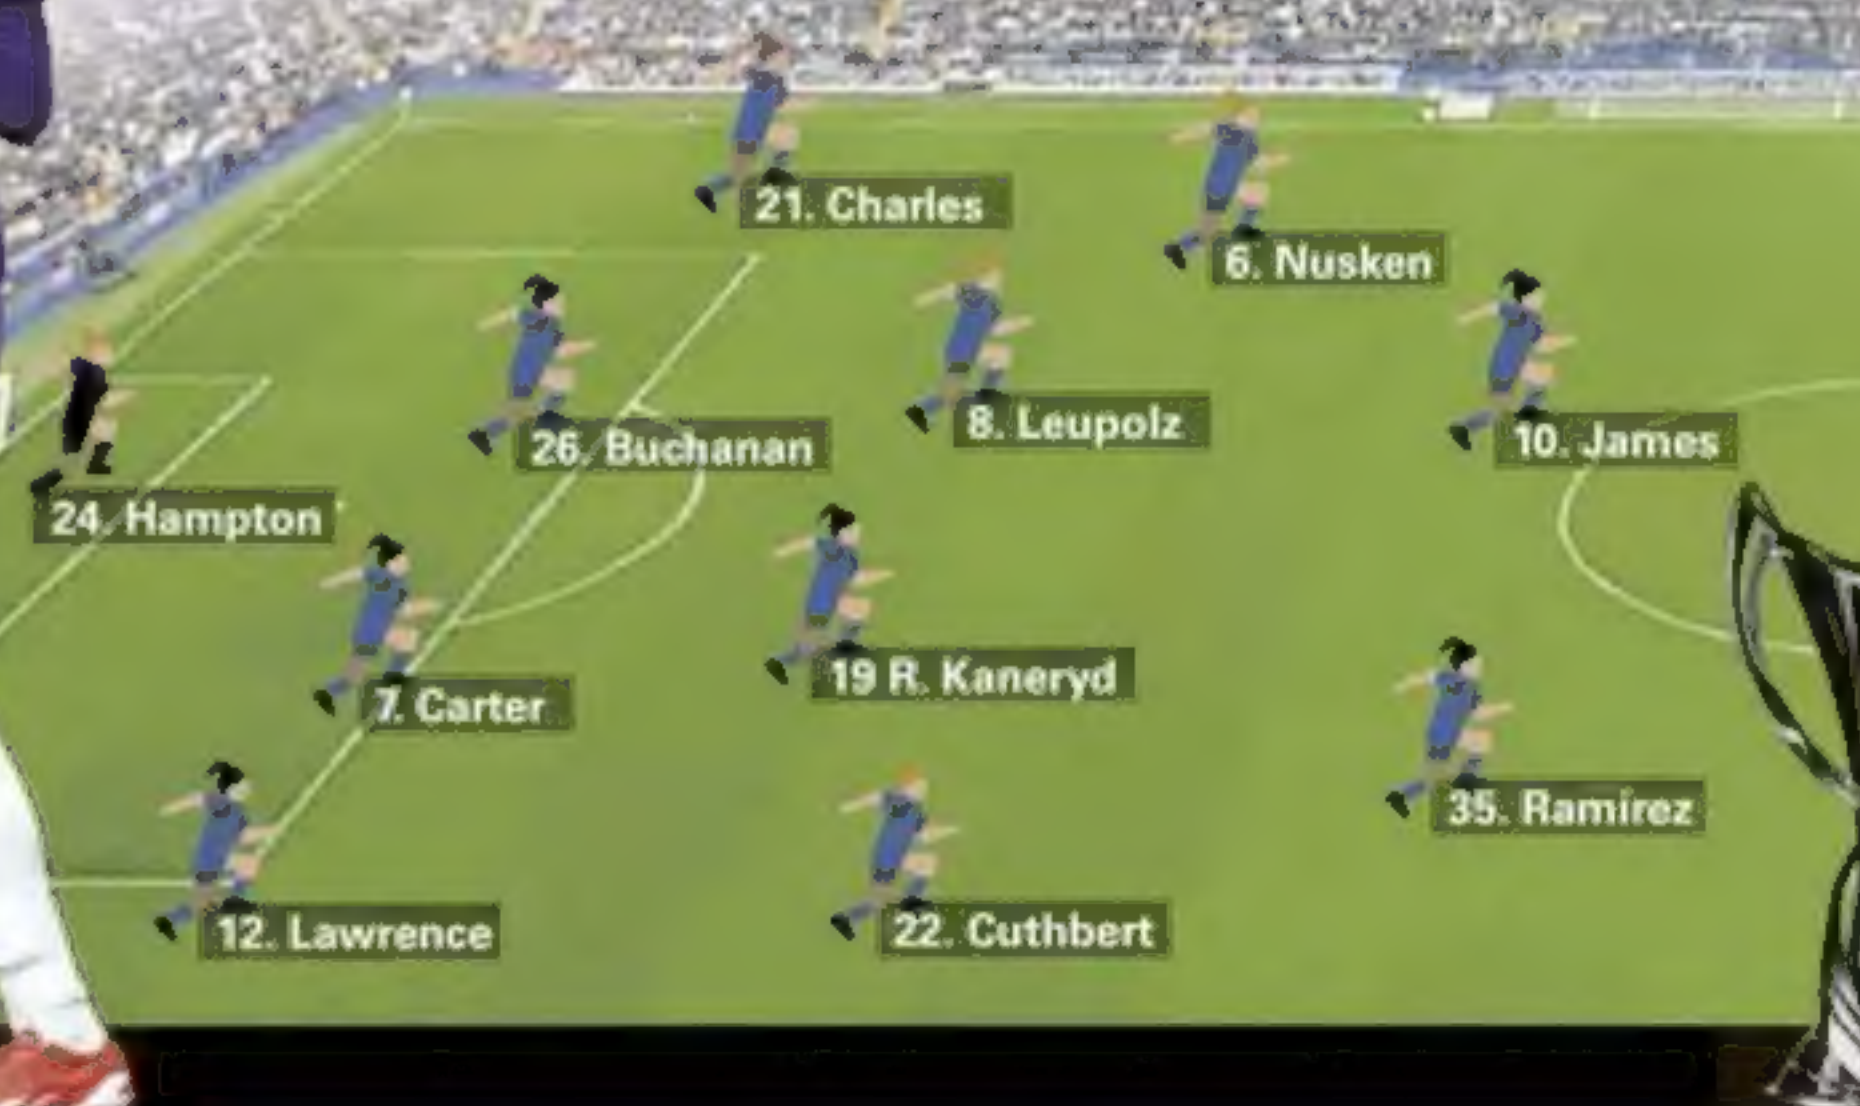 21. Charles
6. Nusken
26. Buchanan
8. Leupolz
10. James
24. Hampton
7. Carter
19 R. Kaneryd
35. Ramírez
12. Lawrence
22. Cuthbert